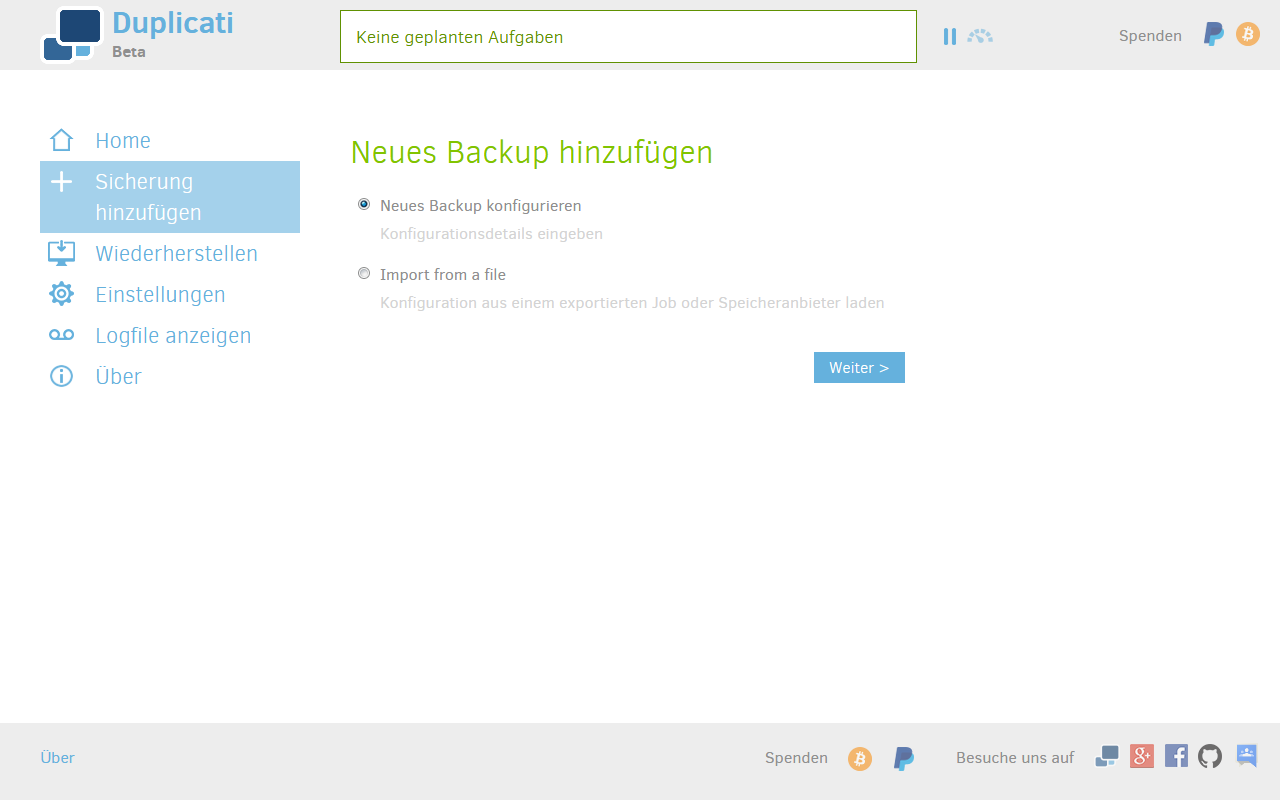 Duplicati
Beta
Keine geplanten Aufgaben
Spenden
Home
Sicherung
hinzufügen
Wiederherstellen
Einstellungen
Logfile anzeigen
Über
Neues Backup hinzufügen
Neues Backup konfigurieren
Konfigurationsdetails eingeben
Import from a file
Konfiguration aus einem exportierten Job oder Speicheranbieter laden
Weiter >
Über
Spenden
Besuche uns auf